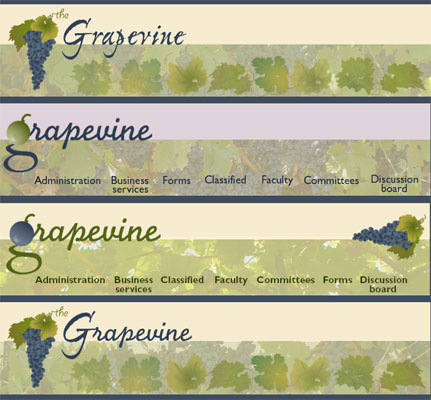 the
Grapevine
grapevine
Administration Business services Forms Classified Faculty Committees Discussion board
grapevine
Administration Business services Classified Faculty Committees Forms Discussion board
the
Grapevine